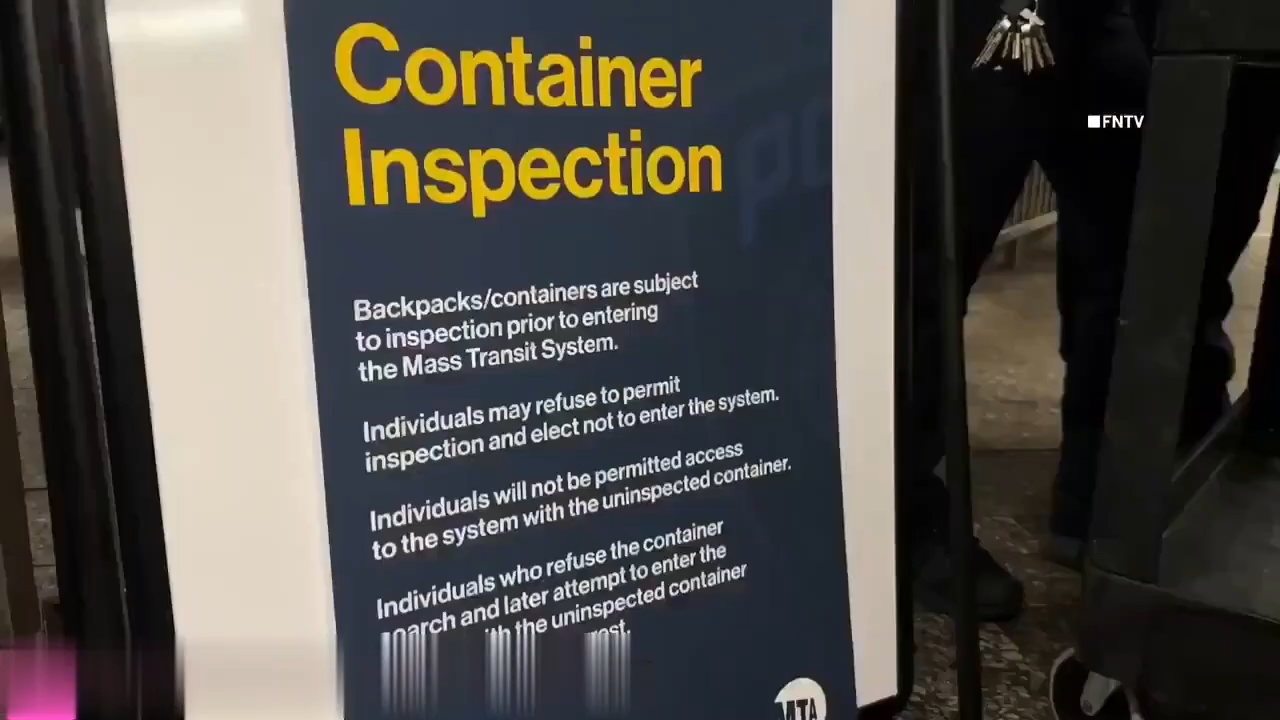 Container
Inspection
FNTV
Backpacks/containers are subject
to inspection prior to entering
the Mass Transit System.
Individuals may refuse to permit
inspection and elect not to enter the system.
Individuals will not be permitted access
to the system with the uninspected container.
Individuals who refuse the container
search and later attempt to enter the
the uninspected container
MTA